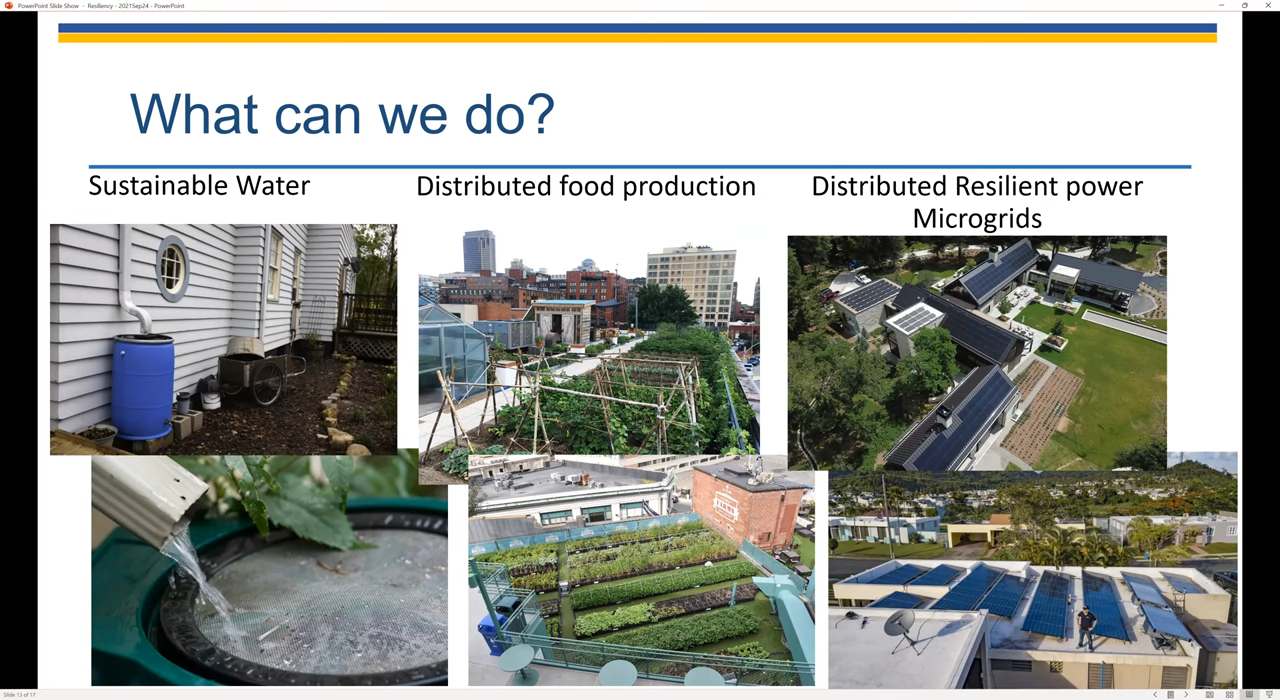 PowerPoint Slide Show - Resiliency - 2021Sep24 - PowerPoint
What can we do?
Sustainable Water
Distributed food production
Distributed Resilient power
Microgrids
Slide 13 of 17